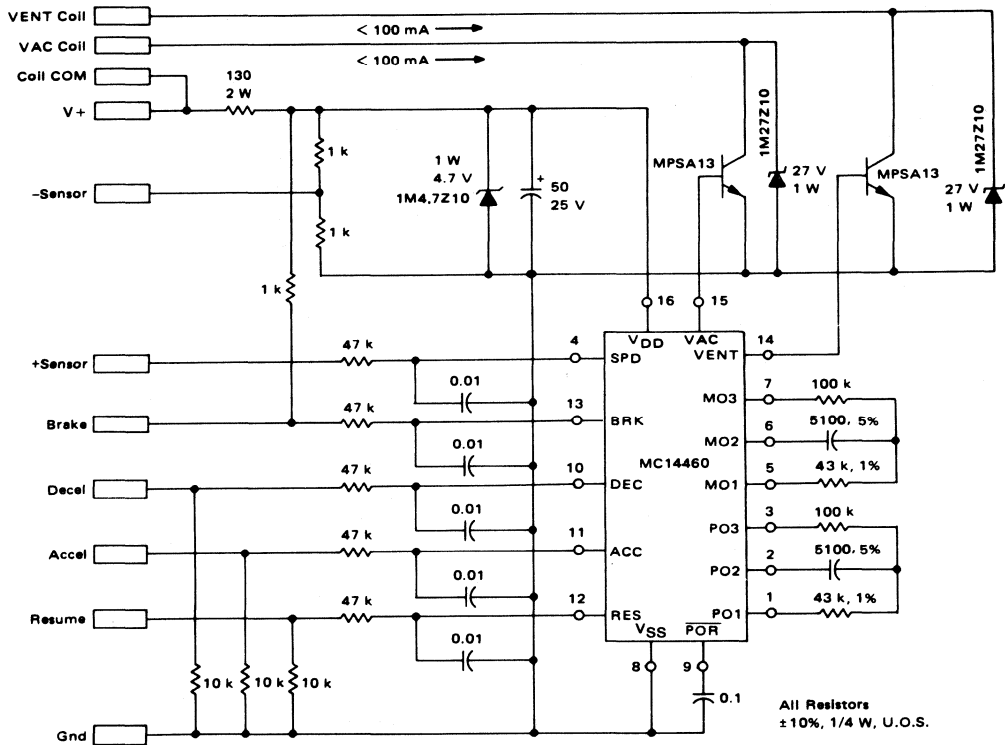 VENT Coil
< 100 mA
VAC Coil
< 100 mA
Coil COM
130
2 W
V+
1 k
1 W
4.7 V
1M4.7Z10
+
50
25 V
MPSA13
1M27Z10
27 V
1 W
MPSA13
1M27Z10
27 V
1 W
−Sensor
1 k
1 k
16
15
VDD
VAC
VENT
14
+Sensor
47 k
4
SPD
0.01
7
MO3
100 k
Brake
47 k
13
BRK
0.01
6
MO2
5100, 5%
MC14460
Decel
47 k
10
DEC
0.01
5
MO1
43 k, 1%
3
PO3
100 k
Accel
47 k
11
ACC
0.01
2
PO2
5100, 5%
Resume
47 k
12
RES
0.01
1
PO1
43 k, 1%
VSS
POR
8
9
10 k
10 k
10 k
0.1
All Resistors
±10%, 1/4 W, U.O.S.
Gnd